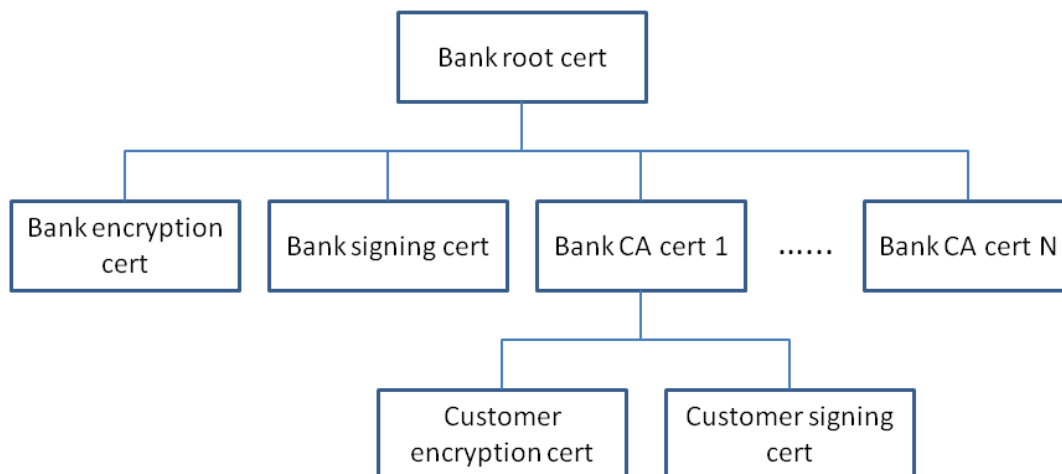 Bank root cert
Bank encryption
cert
Bank signing cert
Bank CA cert 1
......
Bank CA cert N
Customer
encryption cert
Customer signing
cert